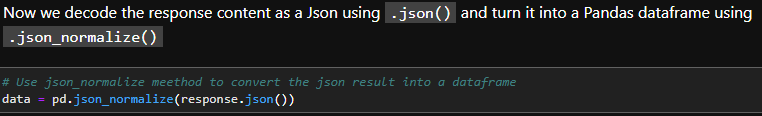 Now we decode the response content as a Json using .json() and turn it into a Pandas dataframe using
.json_normalize()
# Use json_normalize meethod to convert the json result into a dataframe
data = pd.json_normalize(response.json())